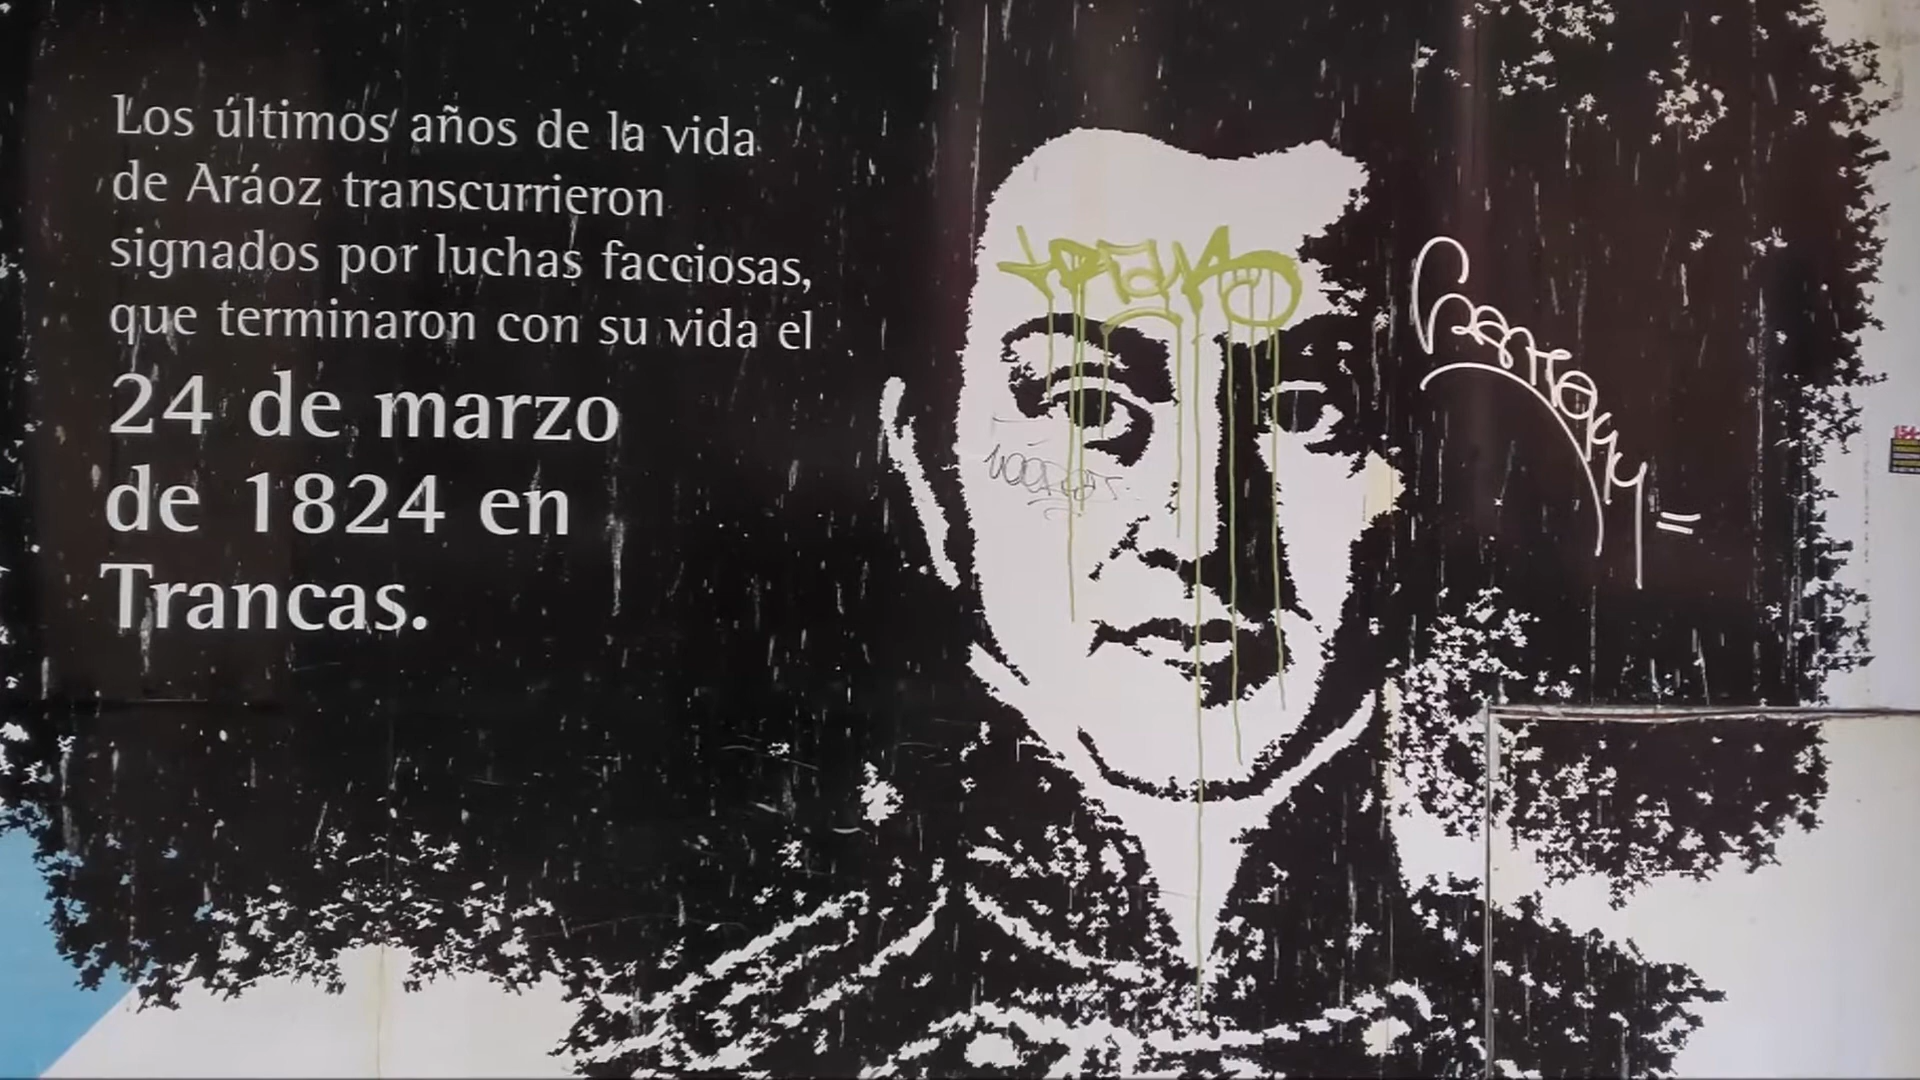 Los últimos años de la vida
de Aráoz transcurrieron
signados por luchas facciosas,
que terminaron con su vida el
24 de marzo
de 1824 en
Trancas.